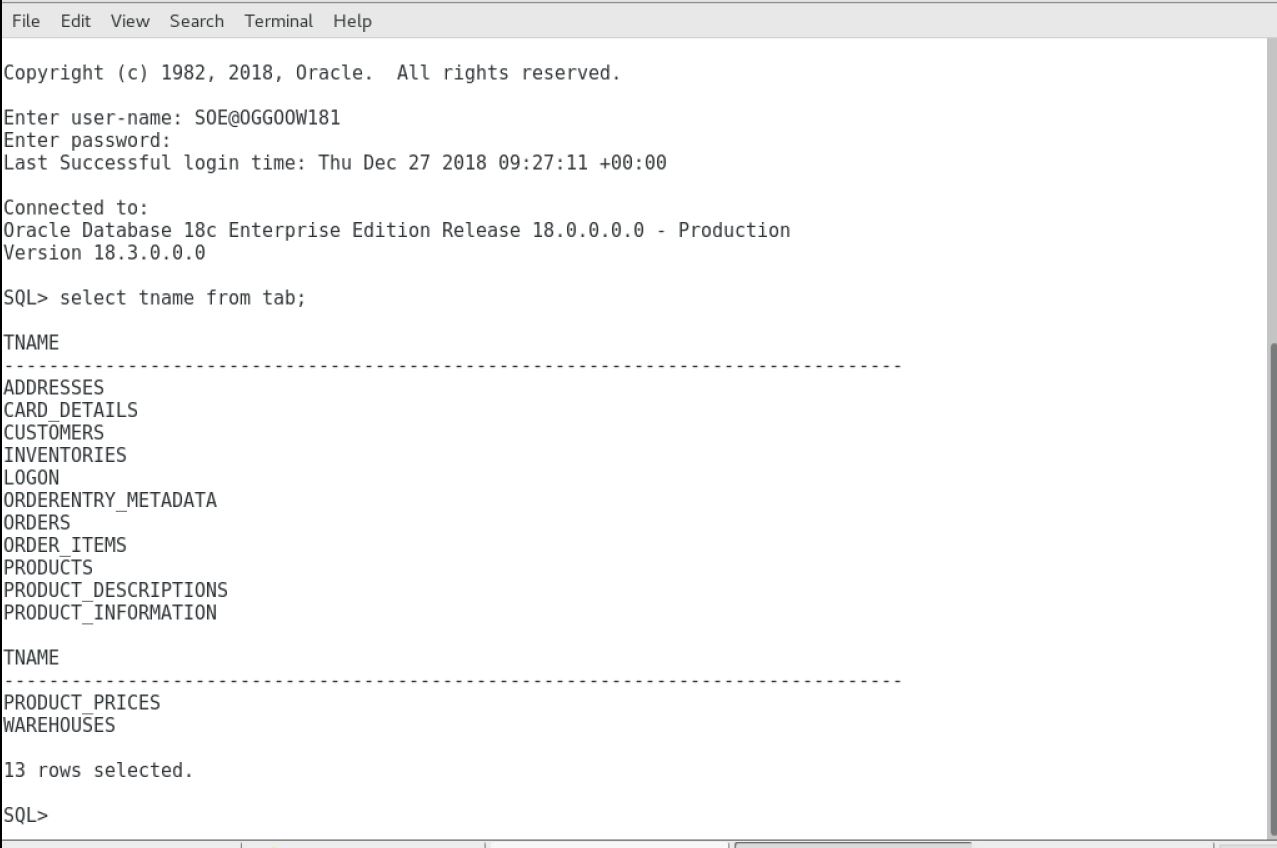 File Edit View Search Terminal Help
Copyright (c) 1982, 2018, Oracle.  All rights reserved.
Enter user-name: SOE@OGGOOW181
Enter password:
Last Successful login time: Thu Dec 27 2018 09:27:11 +00:00
Connected to:
Oracle Database 18c Enterprise Edition Release 18.0.0.0.0 - Production
Version 18.3.0.0.0
SQL> select tname from tab;
TNAME
--------------------------------------------------------------------------------
ADDRESSES
CARD_DETAILS
CUSTOMERS
INVENTORIES
LOGON
ORDERENTRY_METADATA
ORDERS
ORDER_ITEMS
PRODUCTS
PRODUCT_DESCRIPTIONS
PRODUCT_INFORMATION
TNAME
--------------------------------------------------------------------------------
PRODUCT_PRICES
WAREHOUSES
13 rows selected.
SQL>